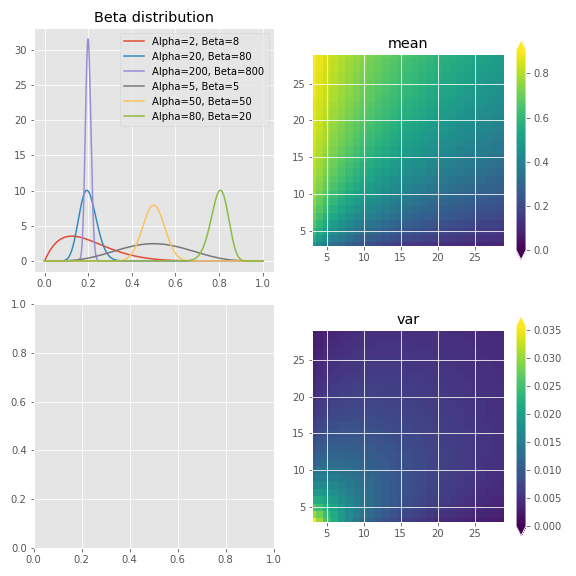 Beta distribution
30
25
20
15
10
5
0
Alpha=2, Beta=8
Alpha=20, Beta=80
Alpha=200, Beta=800
Alpha=5, Beta=5
Alpha=50, Beta=50
Alpha=80, Beta=20
0.0 0.2 0.4 0.6 0.8 1.0
mean
25
20
15
10
5
5 10 15 20 25
0.8
0.6
0.4
0.2
0.0
1.0
0.8
0.6
0.4
0.2
0.0
0.0 0.2 0.4 0.6 0.8 1.0
var
25
20
15
10
5
5 10 15 20 25
0.035
0.030
0.025
0.020
0.015
0.010
0.005
0.000